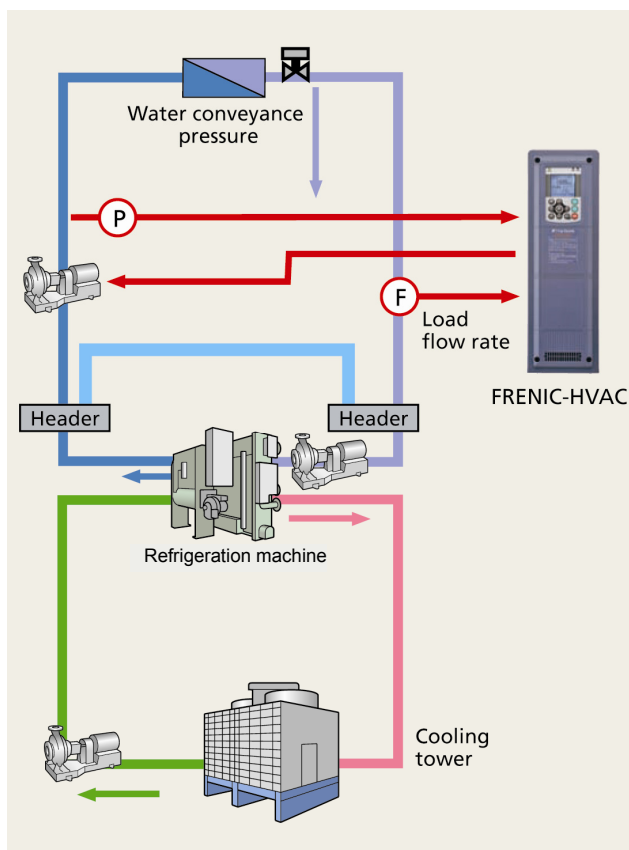 Water conveyance
pressure
P
F
Load
flow rate
FRENIC-HVAC
Header
Header
Refrigeration machine
Cooling
tower